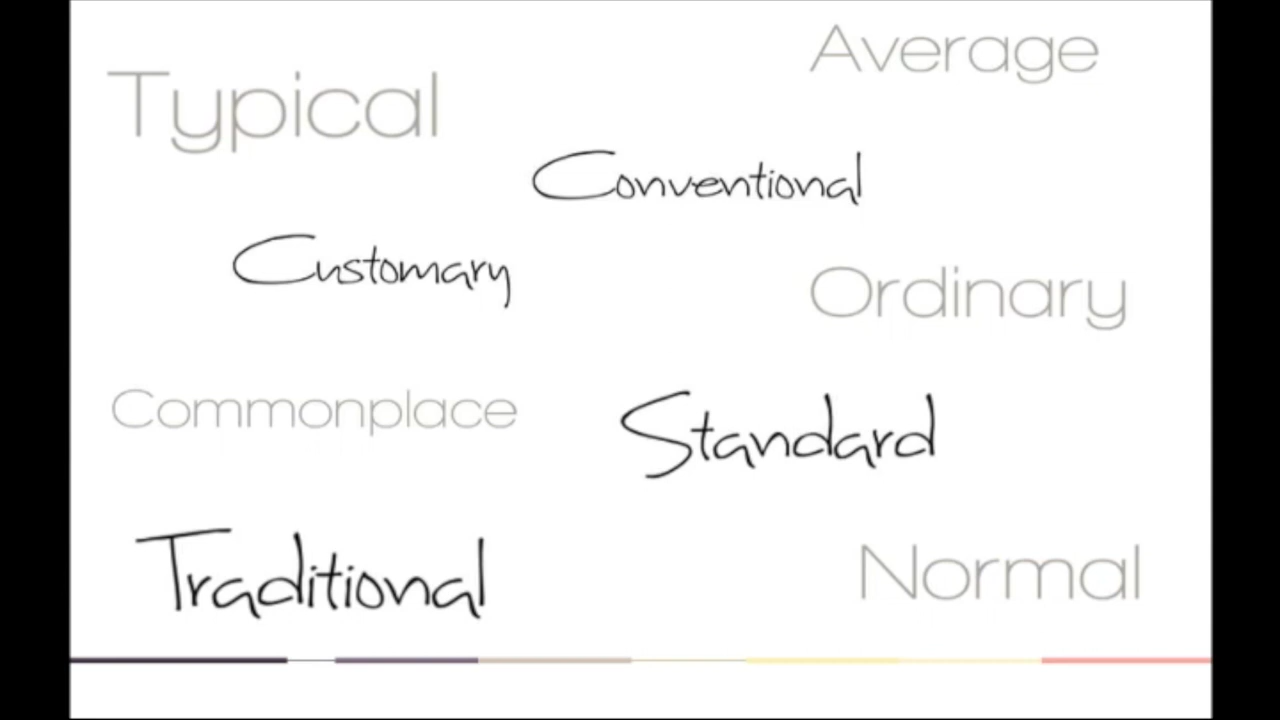 Average
Typical
Conventional
Customary
Ordinary
Commonplace
Standard
Traditional
Normal